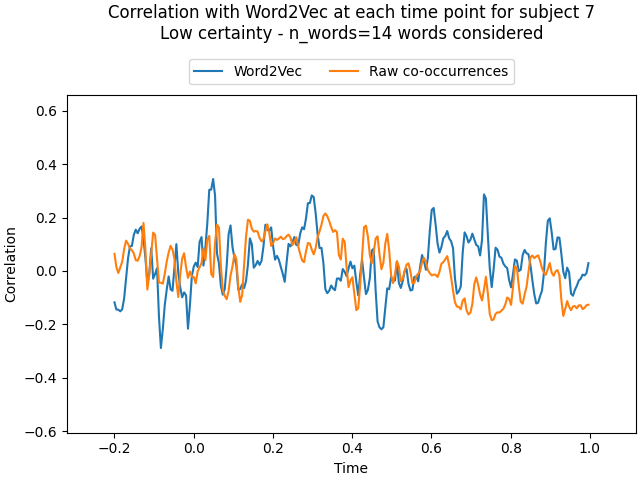 Correlation with Word2Vec at each time point for subject 7
Low certainty - n_words=14 words considered
Word2Vec
Raw co-occurrences
0.6
0.4
0.2
0.0
−0.2
−0.4
−0.6
Correlation
−0.2
0.0
0.2
0.4
0.6
0.8
1.0
Time